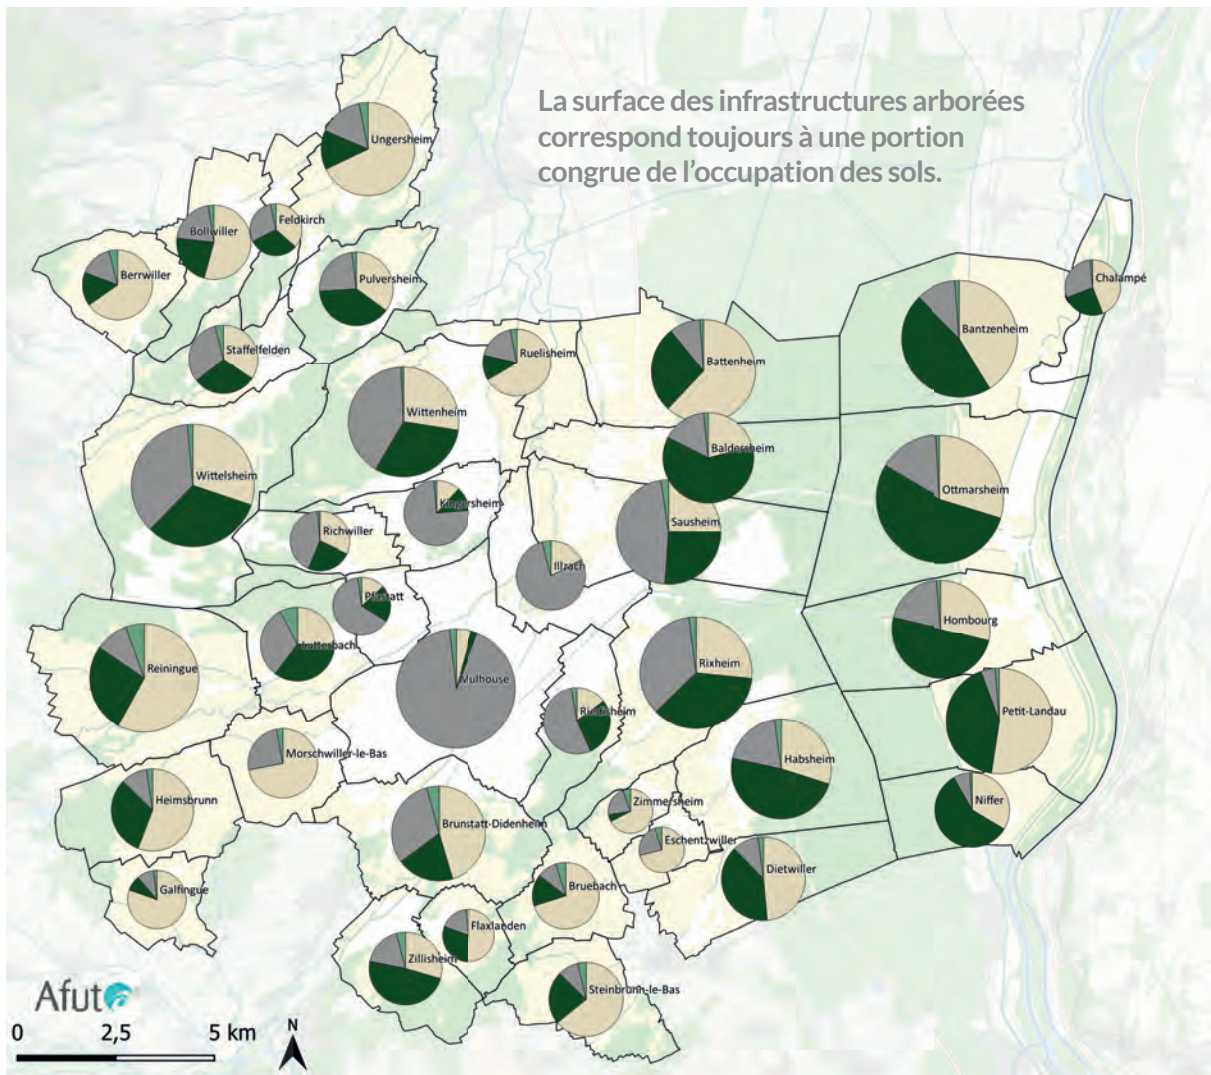 La surface des infrastructures arborées
correspond toujours à une portion
congrue de l'occupation des sols.
Ungersheim
Feldkirch
Bollwiller
Berrwiller
Pulversheim
Chalampé
Bantzenheim
Staffelfelden
Ruelisheim
Battenheim
Wittenheim
Baldersheim
Wittelsheim
Ottmarsheim
Kingersheim
Sausheim
Richwiller
Illzach
Pfastatt
Hombourg
Lutterbach
Reiningue
Rixheim
Mulhouse
Riedisheim
Petit-Landau
Morschwiller-le-Bas
Habsheim
Heimsbrunn
Zimmersheim
Niffer
Brunstatt-Didenheim
Eschentzwiller
Dietwiller
Galfingue
Bruebach
Flaxlanden
Zillisheim
Steinbrunn-le-Bas
Afut
0 2,5 5 km
N